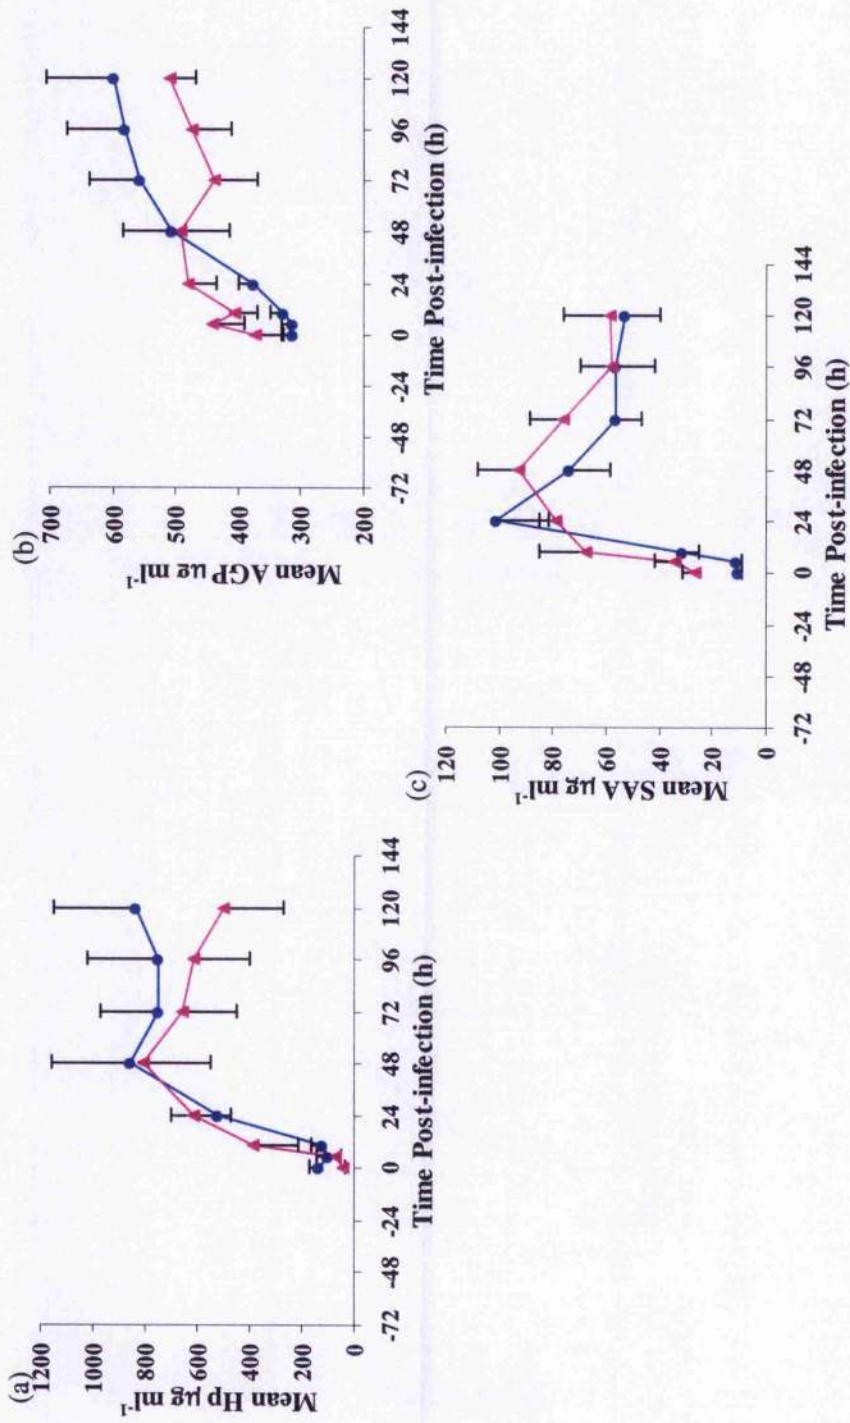 (a)
1200
1000
800
600
400
200
0
Mean Hp µg ml-1
-72 -48 -24 0 24 48 72 96 120 144
Time Post-infection (h)
(b)
700
600
500
400
300
200
Mean AGP µg ml-1
-72 -48 -24 0 24 48 72 96 120 144
Time Post-infection (h)
(c)
120
100
80
60
40
20
0
Mean SAA µg ml-1
-72 -48 -24 0 24 48 72 96 120 144
Time Post-infection (h)